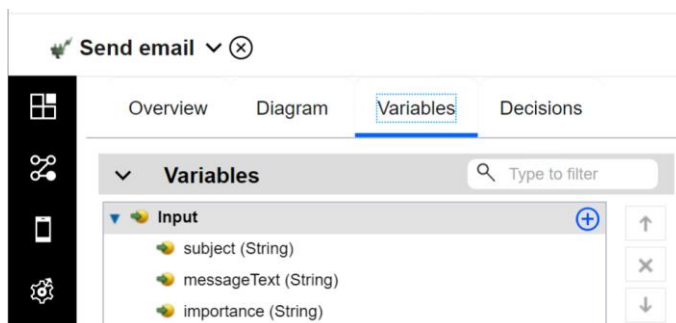 Send email
Overview Diagram Variables Decisions
Variables Type to filter
Input
subject (String)
messageText (String)
importance (String)